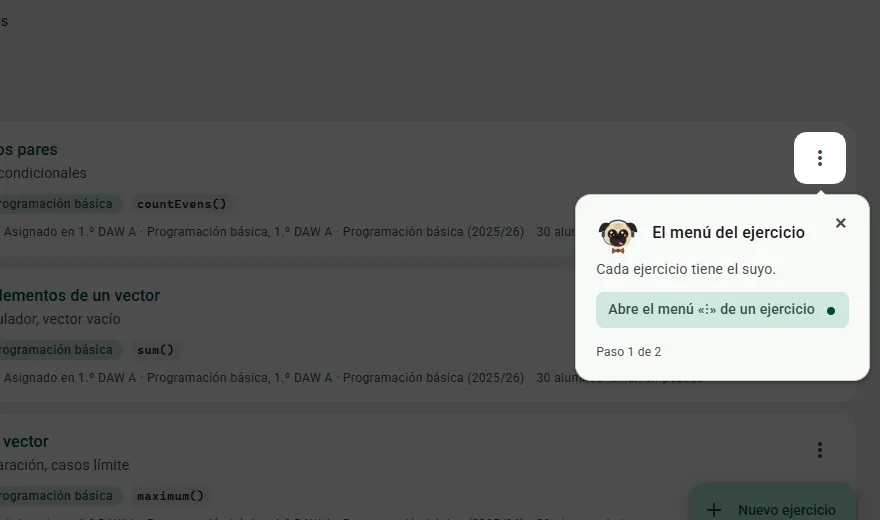 s
os pares
condicionales
rogramación básica countEvens()
Asignado en 1.º DAW A · Programación básica, 1.º DAW A · Programación básica (2025/26) 30
El menú del ejercicio
Cada ejercicio tiene el suyo.
Abre el menú «⋮» de un ejercicio
Paso 1 de 2
lementos de un vector
ulador, vector vacío
rogramación básica sum()
Asignado en 1.º DAW A · Programación básica, 1.º DAW A · Programación básica (2025/26) 30
vector
aración, casos límite
rogramación básica maximum()
Nuevo ejercicio